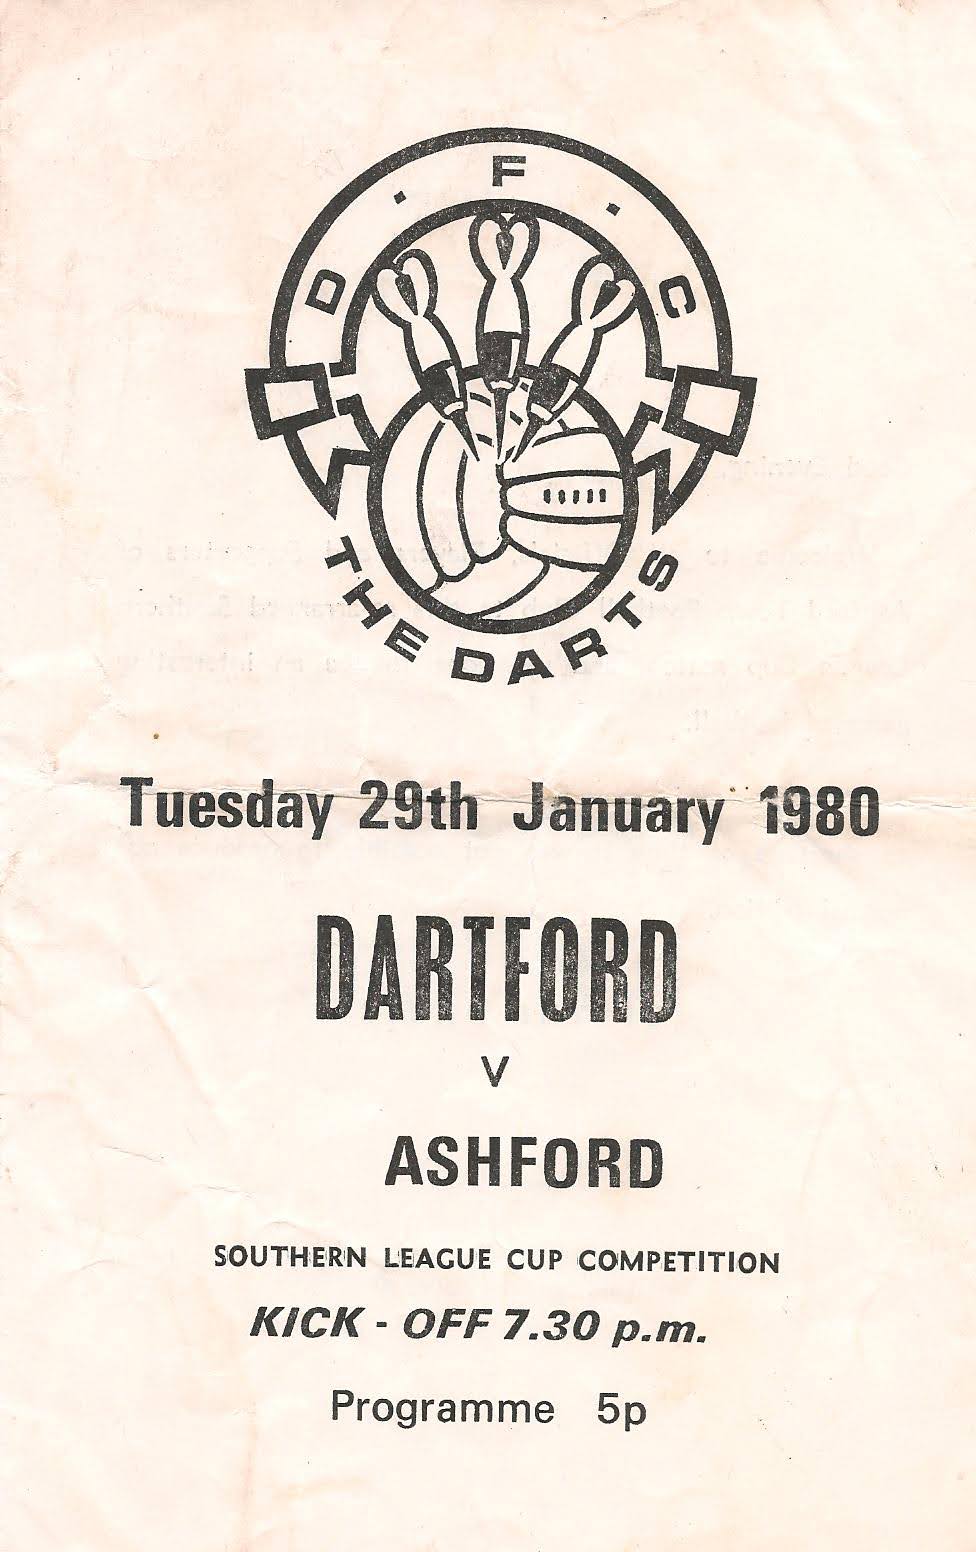 D . F . C
THE DARTS
Tuesday 29th January 1980
DARTFORD
V
ASHFORD
SOUTHERN LEAGUE CUP COMPETITION
KICK - OFF 7.30 p.m.
Programme 5p